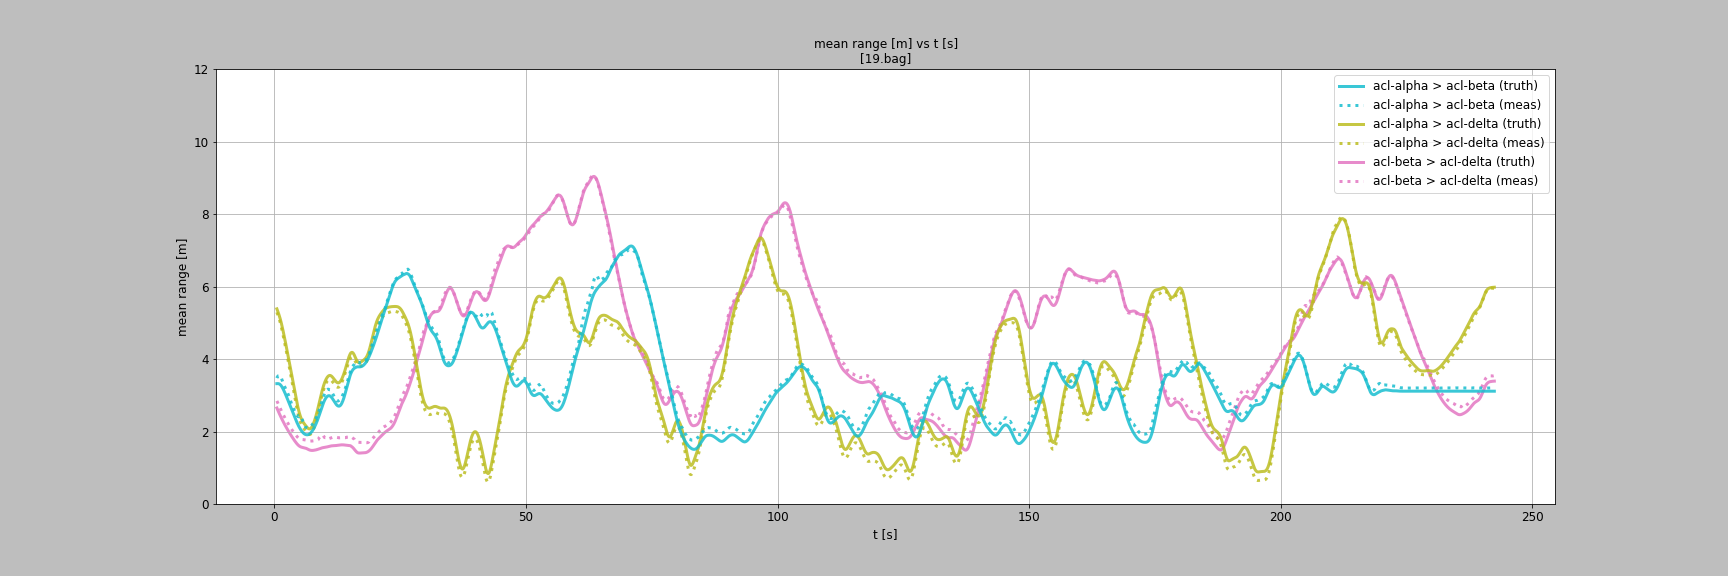 mean range [m] vs t [s]
[19.bag]
12
10
8
6
4
2
0
mean range [m]
acl-alpha > acl-beta (truth)
acl-alpha > acl-beta (meas)
acl-alpha > acl-delta (truth)
acl-alpha > acl-delta (meas)
acl-beta > acl-delta (truth)
acl-beta > acl-delta (meas)
0 50 100 150 200 250
t [s]